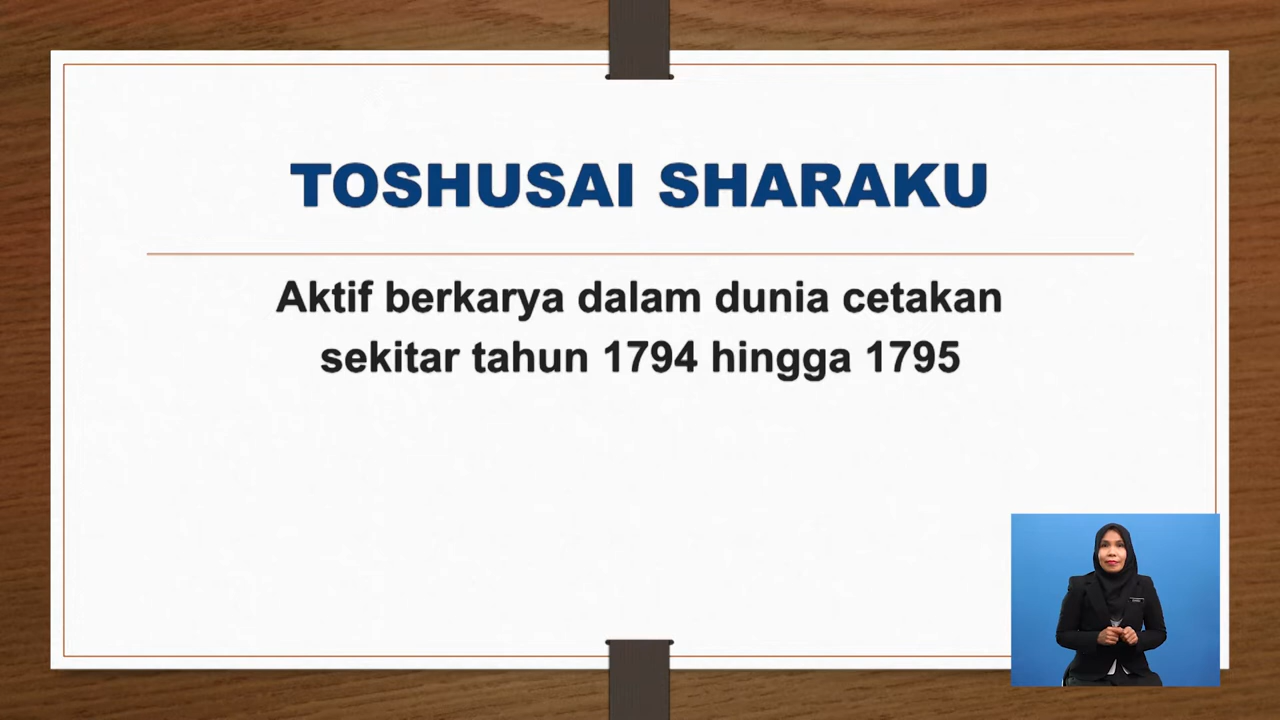 TOSHUSAI SHARAKU
Aktif berkarya dalam dunia cetakan
sekitar tahun 1794 hingga 1795